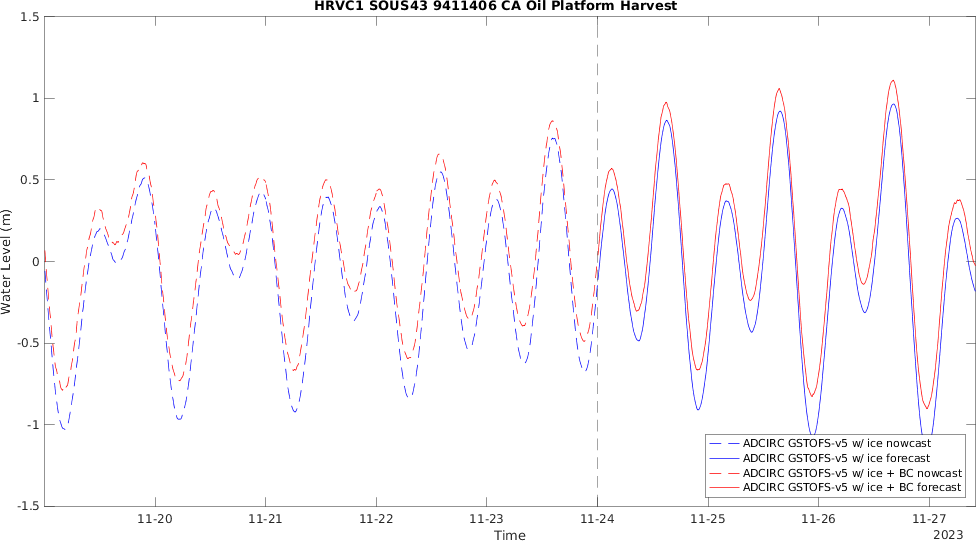 HRVC1 SOUS43 9411406 CA Oil Platform Harvest
1.5
1
0.5
0
-0.5
-1
-1.5
Water Level (m)
11-20 11-21 11-22 11-23 11-24 11-25 11-26 11-27
Time
2023
ADCIRC GSTOFS-v5 w/ ice nowcast
ADCIRC GSTOFS-v5 w/ ice forecast
ADCIRC GSTOFS-v5 w/ ice + BC nowcast
ADCIRC GSTOFS-v5 w/ ice + BC forecast